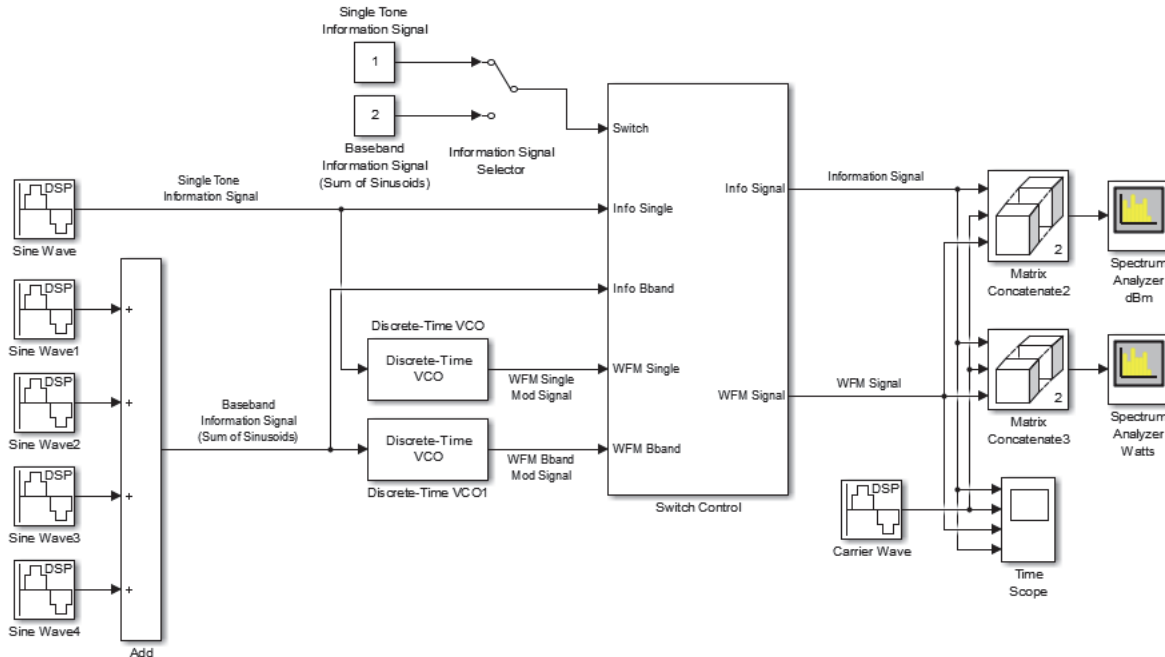 Single Tone
Information Signal
1
2
Baseband
Information Signal
(Sum of Sinusoids)
Information Signal
Selector
Switch
DSP
Sine Wave
Single Tone
Information Signal
Info Single
Info Signal
Information Signal
2
Matrix
Concatenate2
Spectrum
Analyzer
dBm
DSP
Sine Wave1
+
Info Bband
Discrete-Time VCO
Discrete-Time
VCO
WFM Single
Mod Signal
WFM Single
WFM Signal
WFM Signal
2
Matrix
Concatenate3
Spectrum
Analyzer
Watts
DSP
Sine Wave2
+
Baseband
Information Signal
(Sum of Sinusoids)
Discrete-Time
VCO
Discrete-Time VCO1
WFM Bband
Mod Signal
WFM Bband
Switch Control
DSP
Sine Wave3
+
DSP
Carrier Wave
Time
Scope
DSP
Sine Wave4
+
Add